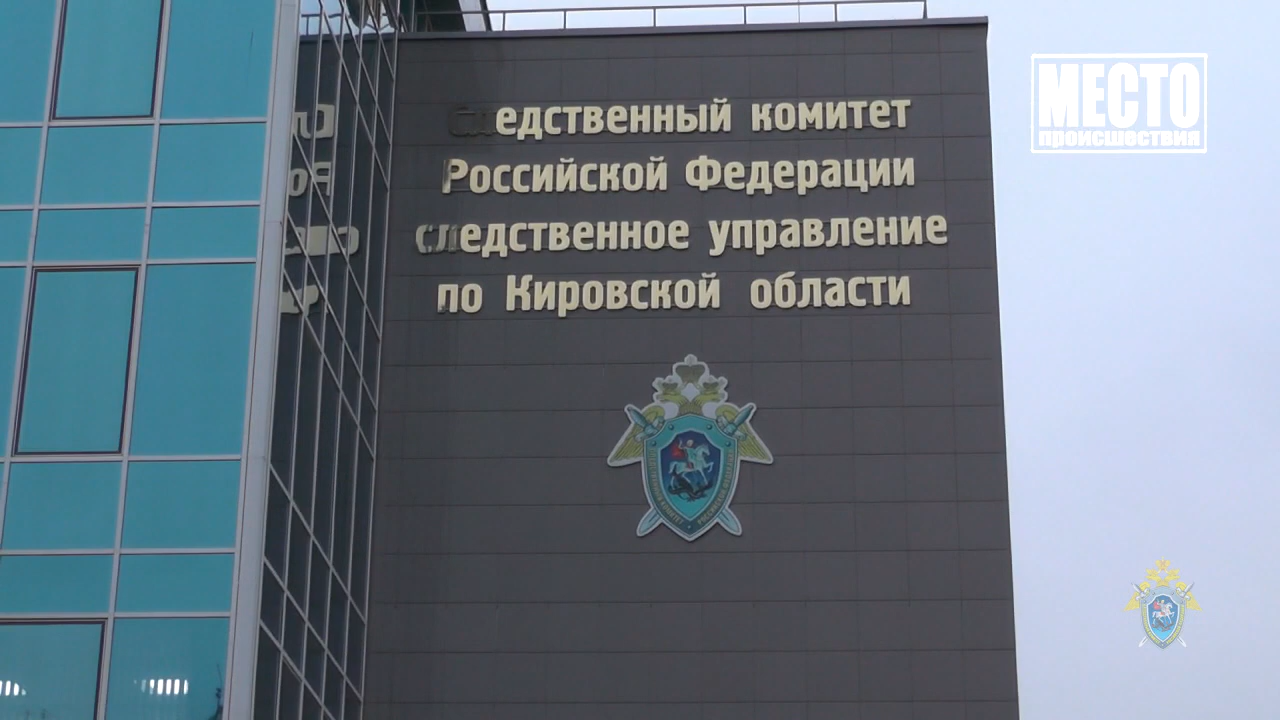 следственный комитет
Российской Федерации
следственное управление
по Кировской области
МЕСТО
ПРОИСШЕСТВИЯ